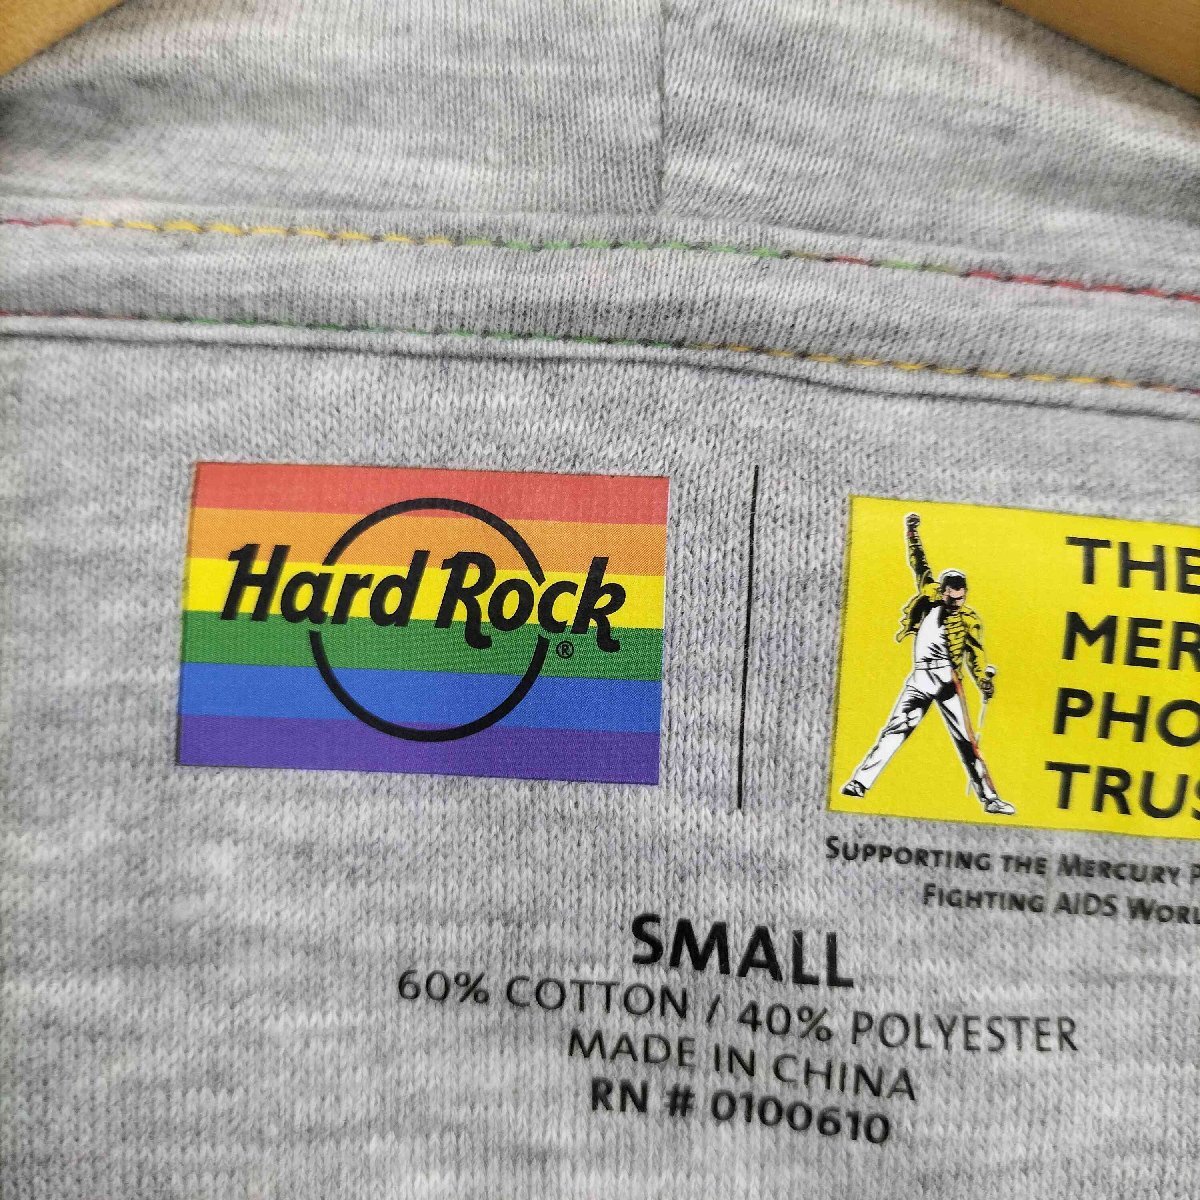 Hard Rock®
THE
MER
PHO
TRUS
SUPPORTING THE MERCURY P
FIGHTING AIDS WOR
SMALL
60% COTTON / 40% POLYESTER
MADE IN CHINA
RN # 0100610